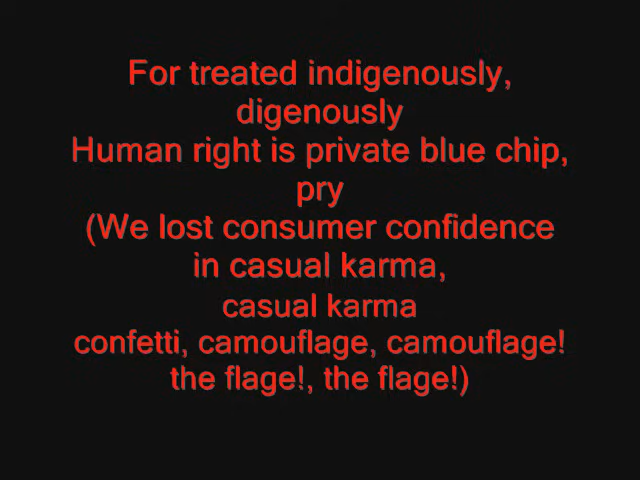 For treated indigenously,
digenously
Human right is private blue chip,
pry
(We lost consumer confidence
in casual karma,
casual karma
confetti, camouflage, camouflage!
the flage!, the flage!)